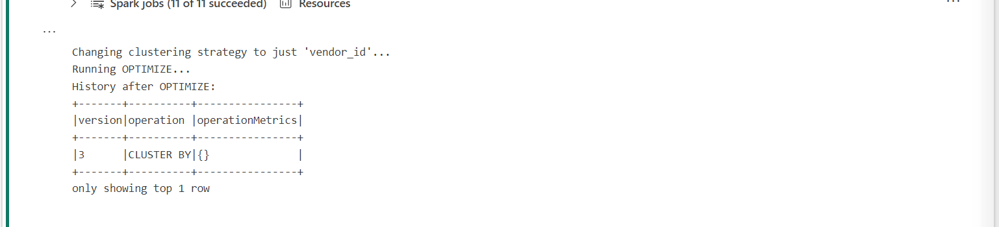 Spark jobs (11 of 11 succeeded) Resources
...
Changing clustering strategy to just 'vendor_id'...
Running OPTIMIZE...
History after OPTIMIZE:
+-------+----------+----------------+
|version|operation |operationMetrics|
+-------+----------+----------------+
|3      |CLUSTER BY|{}              |
+-------+----------+----------------+
only showing top 1 row